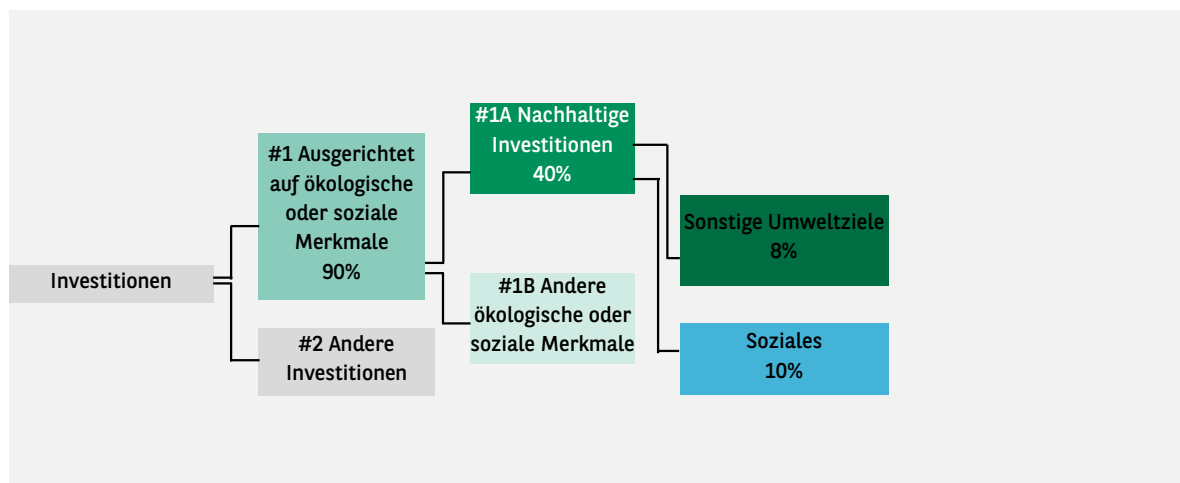 Investitionen
#1 Ausgerichtet
auf ökologische
oder soziale
Merkmale
90%
#2 Andere
Investitionen
#1A Nachhaltige
Investitionen
40%
#1B Andere
ökologische oder
soziale Merkmale
Sonstige Umweltziele
8%
Soziales
10%